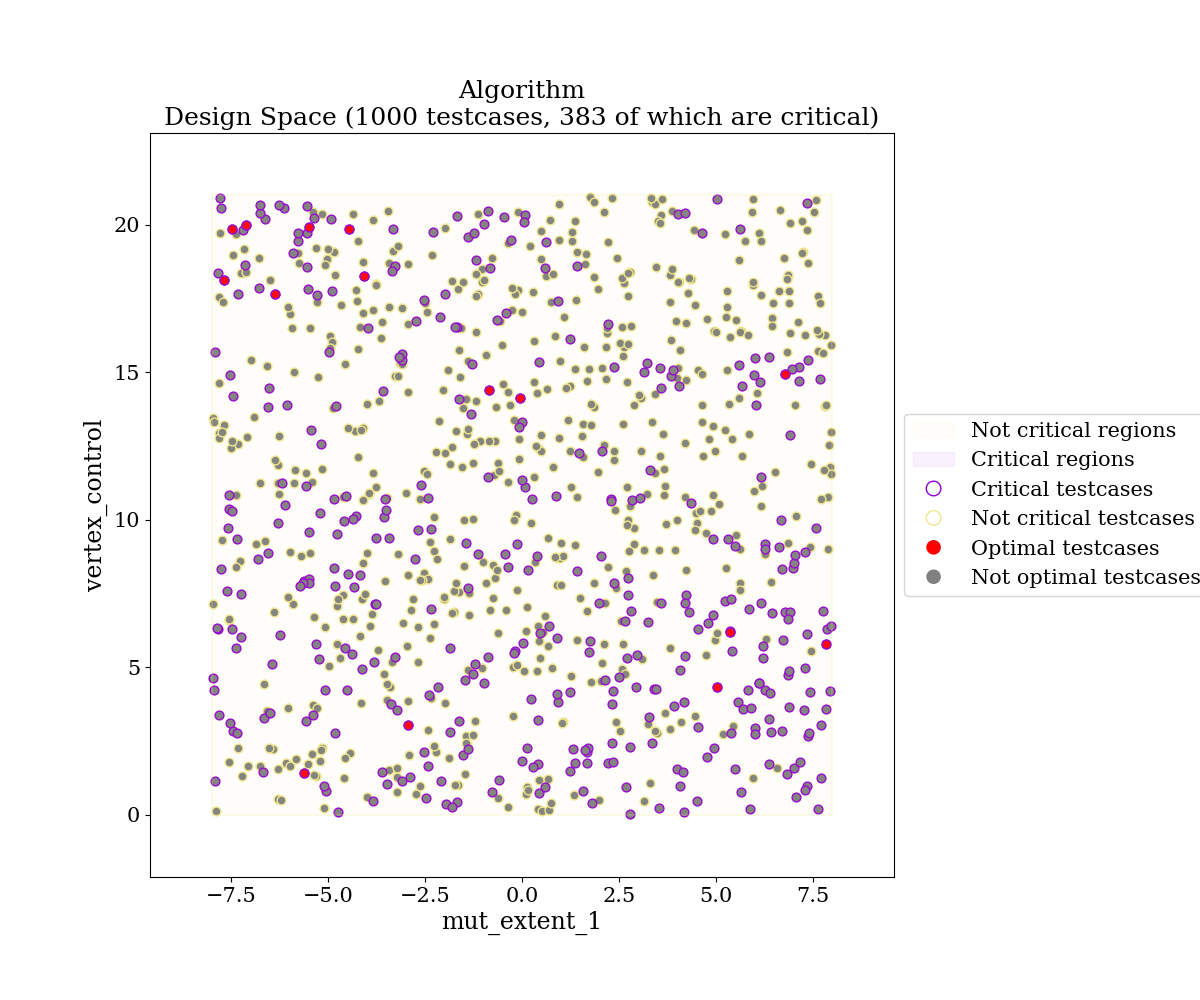 Algorithm
Design Space (1000 testcases, 383 of which are critical)
vertex_control
20
15
10
5
0
−7.5
−5.0
−2.5
0.0
2.5
5.0
7.5
mut_extent_1
Not critical regions
Critical regions
Critical testcases
Not critical testcases
Optimal testcases
Not optimal testcases